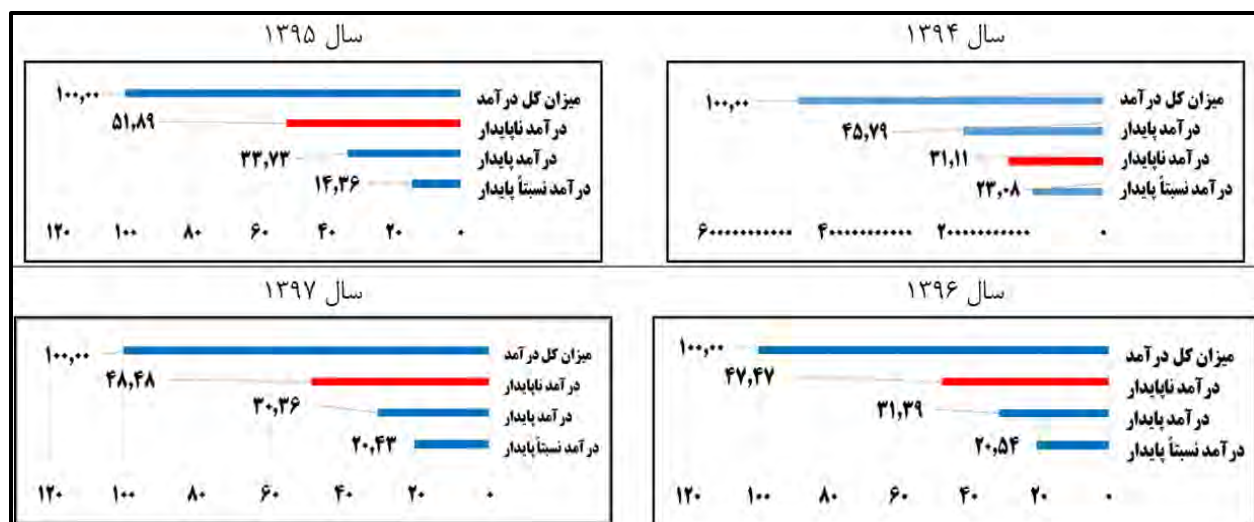 سال ۱۳۹۴
میزان کل درآمد ۱۰۰,۰۰
درآمد پایدار ۴۵,۷۹
درآمد ناپایدار ۳۱,۱۱
درآمد نسبتاً پایدار ۲۳,۰۸
۰ ۲۰۰۰۰۰۰۰۰۰۰۰ ۴۰۰۰۰۰۰۰۰۰۰۰ ۶۰۰۰۰۰۰۰۰۰۰۰
سال ۱۳۹۵
میزان کل درآمد ۱۰۰,۰۰
درآمد ناپایدار ۵۱,۸۹
درآمد پایدار ۳۳,۷۳
درآمد نسبتاً پایدار ۱۴,۳۶
۰ ۲۰ ۴۰ ۶۰ ۸۰ ۱۰۰ ۱۲۰
سال ۱۳۹۶
میزان کل درآمد ۱۰۰,۰۰
درآمد ناپایدار ۴۷,۴۷
درآمد پایدار ۳۱,۳۹
درآمد نسبتاً پایدار ۲۰,۵۴
۰ ۲۰ ۴۰ ۶۰ ۸۰ ۱۰۰ ۱۲۰
سال ۱۳۹۷
میزان کل درآمد ۱۰۰,۰۰
درآمد ناپایدار ۴۸,۴۸
درآمد پایدار ۳۰,۳۶
درآمد نسبتاً پایدار ۲۰,۴۳
۰ ۲۰ ۴۰ ۶۰ ۸۰ ۱۰۰ ۱۲۰